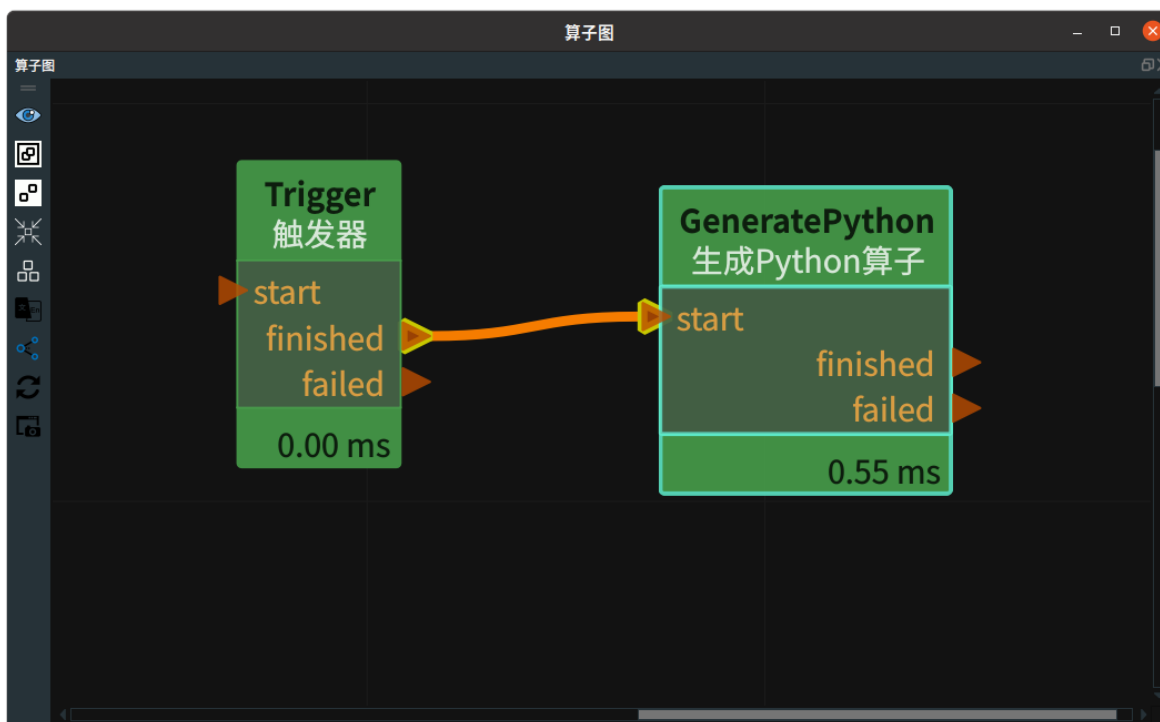 算子图
算子图
Trigger
触发器
start
finished
failed
0.00 ms
GeneratePython
生成Python算子
start
finished
failed
0.55 ms